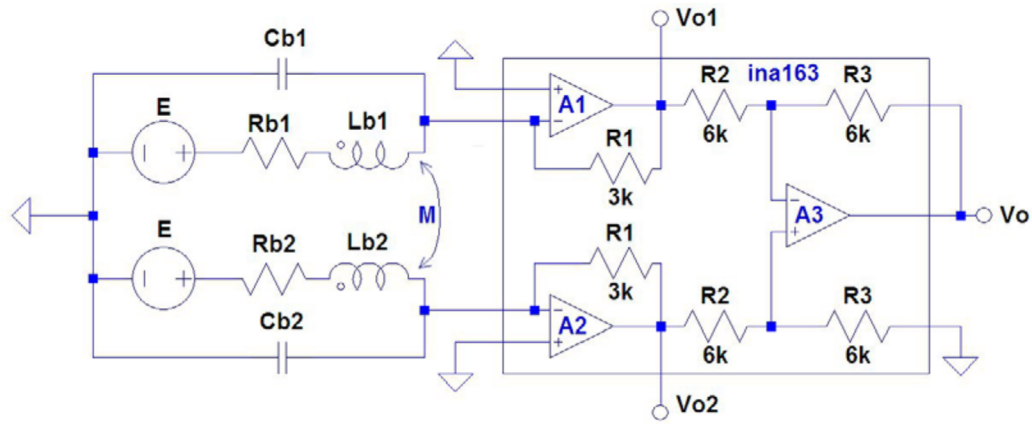 Vo1
Cb1
ina163
R2
R3
E
Rb1
Lb1
+
A1
-
6k
6k
R1
3k
-
+
M
-
A3
+
Vo
E
Rb2
Lb2
R1
3k
-
+
-
A2
+
R2
R3
Cb2
6k
6k
Vo2